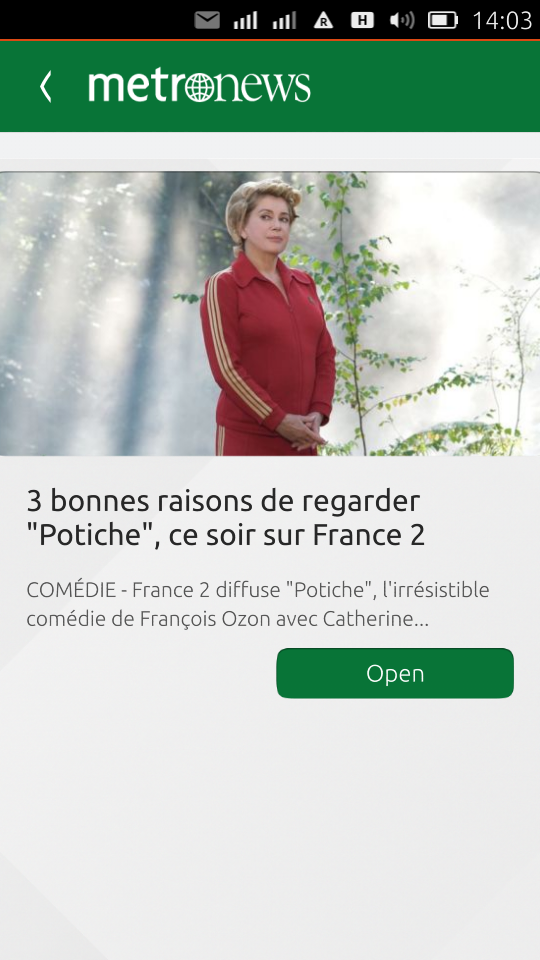 R H 14:03
metronews
3 bonnes raisons de regarder
"Potiche", ce soir sur France 2
COMÉDIE - France 2 diffuse "Potiche", l'irrésistible
comédie de François Ozon avec Catherine...
Open